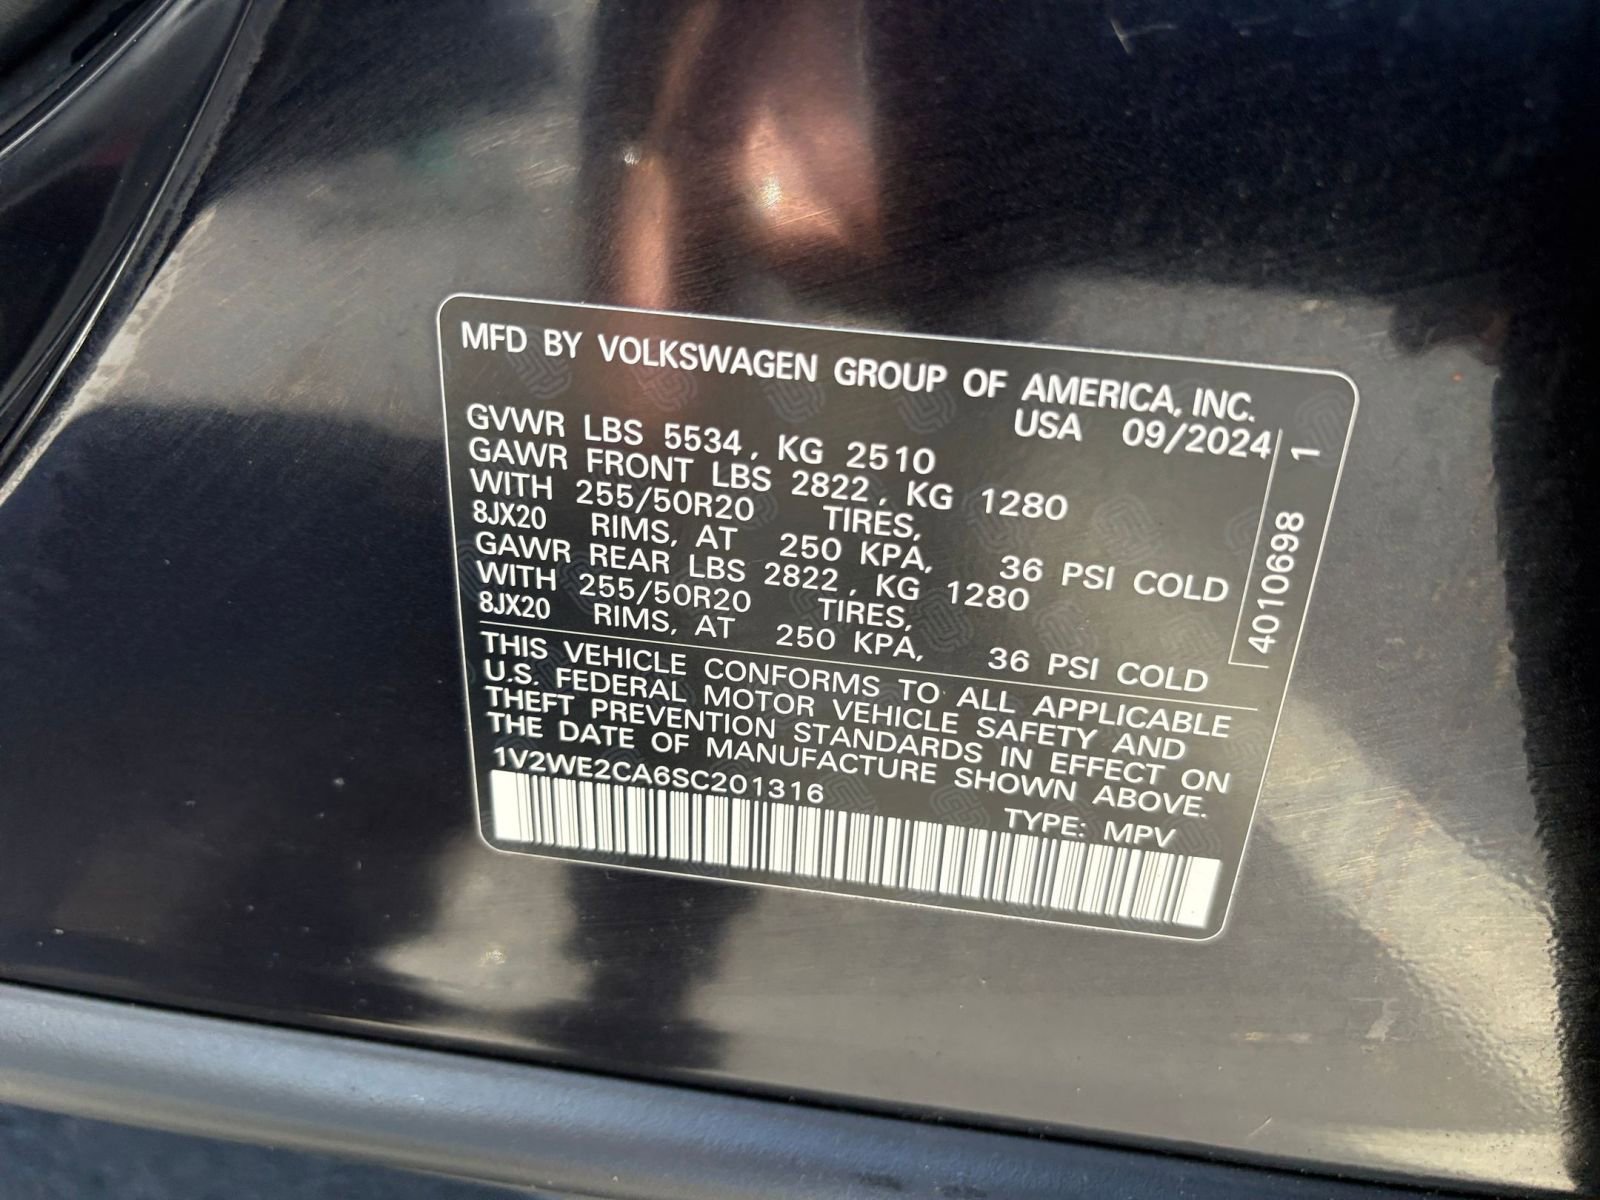 MFD BY VOLKSWAGEN GROUP OF AMERICA, INC.
USA 09/2024
GVWR LBS 5534, KG 2510
GAWR FRONT LBS 2822, KG 1280
WITH 255/50R20 TIRES,
8JX20 RIMS, AT 250 KPA, 36 PSI COLD
GAWR REAR LBS 2822, KG 1280
WITH 255/50R20 TIRES,
8JX20 RIMS, AT 250 KPA, 36 PSI COLD
4010698 1
THIS VEHICLE CONFORMS TO ALL APPLICABLE
U.S. FEDERAL MOTOR VEHICLE SAFETY AND
THEFT PREVENTION STANDARDS IN EFFECT ON
THE DATE OF MANUFACTURE SHOWN ABOVE.
1V2WE2CA6SC201316
TYPE: MPV